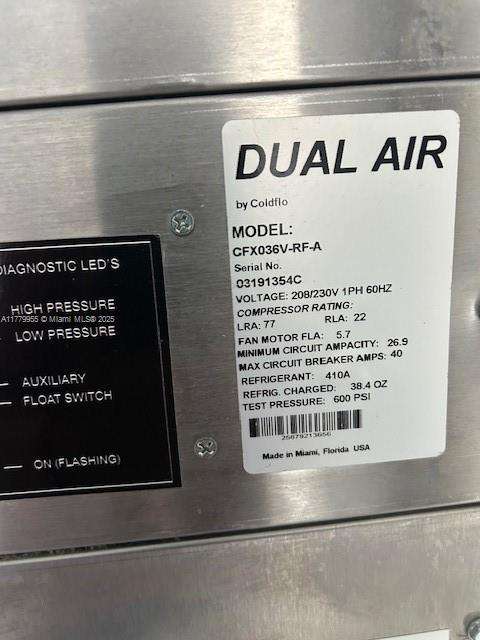 DUAL AIR
by Coldflo
MODEL:
CFX036V-RF-A
Serial No.
03191354C
VOLTAGE: 208/230V 1PH 60HZ
COMPRESSOR RATING:
LRA: 77 RLA: 22
FAN MOTOR FLA: 5.7
MINIMUM CIRCUIT AMPACITY: 26.9
MAX CIRCUIT BREAKER AMPS: 40
REFRIGERANT: 410A
REFRIG. CHARGED: 38.4 OZ
TEST PRESSURE: 600 PSI
26879213656
Made in Miami, Florida USA
DIAGNOSTIC LED'S
HIGH PRESSURE
A11779955 © Miami MLS® 2025
LOW PRESSURE
AUXILIARY
FLOAT SWITCH
ON (FLASHING)